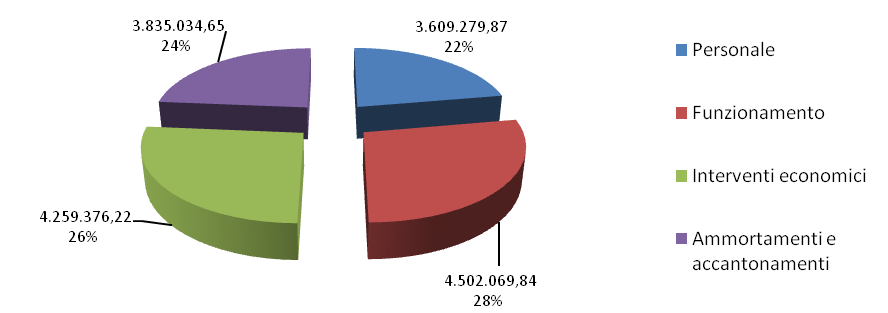 3.835.034,65
24%
3.609.279,87
22%
4.259.376,22
26%
4.502.069,84
28%
Personale
Funzionamento
Interventi economici
Ammortamenti e
accantonamenti